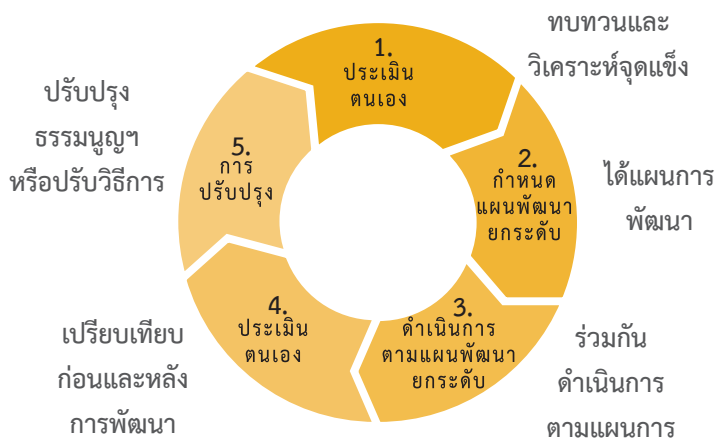 1.
ประเมิน
ตนเอง
ทบทวนและ
วิเคราะห์จุดแข็ง
2.
กำหนด
แผนพัฒนา
ยกระดับ
ได้แผนการ
พัฒนา
3.
ดำเนินการ
ตามแผนพัฒนา
ยกระดับ
ร่วมกัน
ดำเนินการ
ตามแผนการ
4.
ประเมิน
ตนเอง
เปรียบเทียบ
ก่อนและหลัง
การพัฒนา
5.
การ
ปรับปรุง
ปรับปรุง
ธรรมนูญฯ
หรือปรับวิธีการ